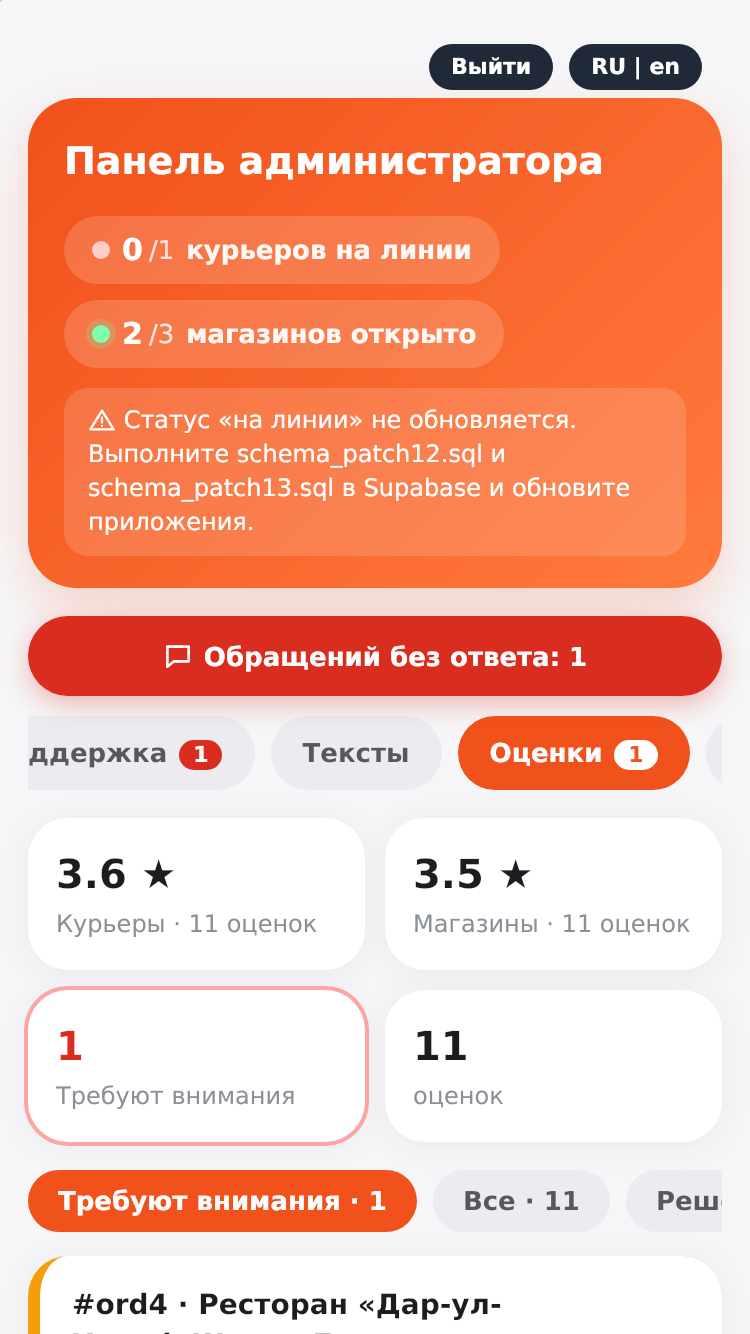 Выйти
RU | en
Панель администратора
0 /1 курьеров на линии
2 /3 магазинов открыто
⚠ Статус «на линии» не обновляется.
Выполните schema_patch12.sql и
schema_patch13.sql в Supabase и обновите
приложения.
Обращений без ответа: 1
ддержка 1
Тексты
Оценки 1
3.6 ★
Курьеры · 11 оценок
3.5 ★
Магазины · 11 оценок
1
Требуют внимания
11
оценок
Требуют внимания · 1
Все · 11
Реш
#ord4 · Ресторан «Дар-ул-